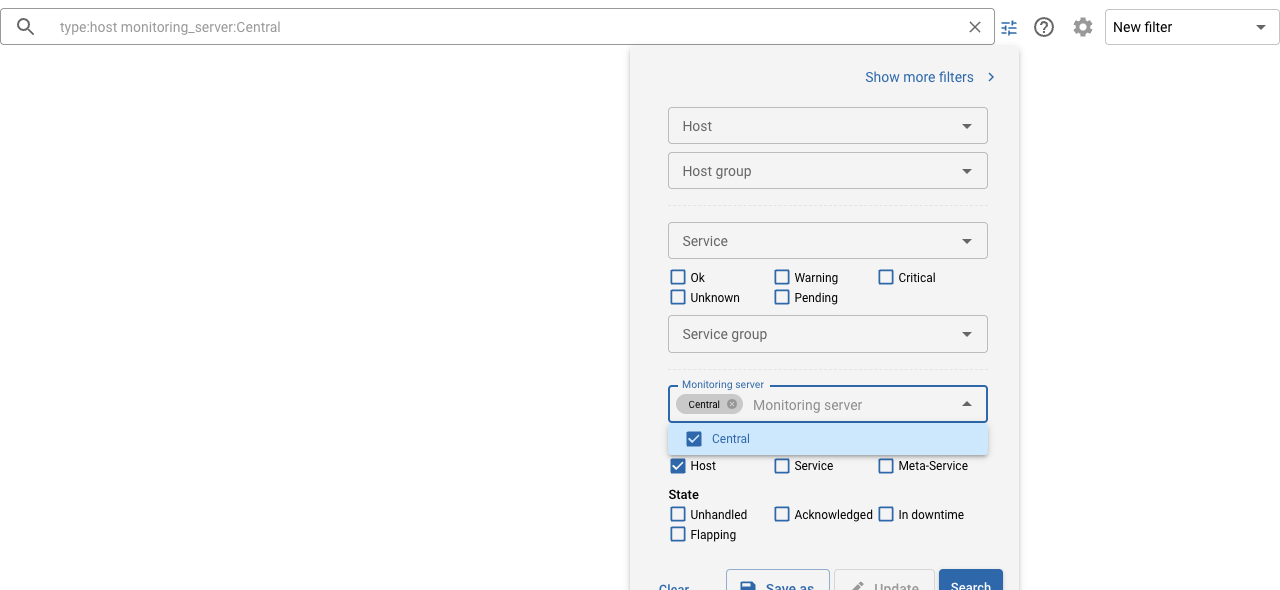 type:host monitoring_server:Central
New filter
Show more filters
Host
Host group
Service
Ok Warning Critical
Unknown Pending
Service group
Monitoring server
Central Monitoring server
Central
Host Service Meta-Service
State
Unhandled Acknowledged In downtime
Flapping
Clear Save as Update Search